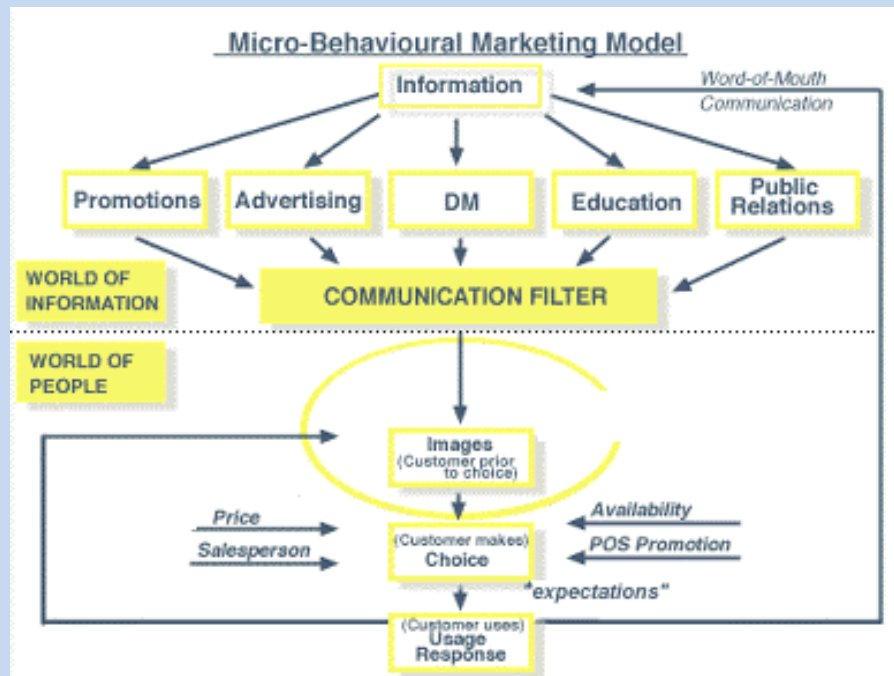 Micro-Behavioural Marketing Model
Information
Word-of-Mouth
Communication
Promotions
Advertising
DM
Education
Public
Relations
WORLD OF
INFORMATION
COMMUNICATION FILTER
WORLD OF
PEOPLE
Images
(Customer prior
to choice)
Price
Salesperson
(Customer makes)
Choice
Availability
POS Promotion
"expectations"
(Customer uses)
Usage
Response